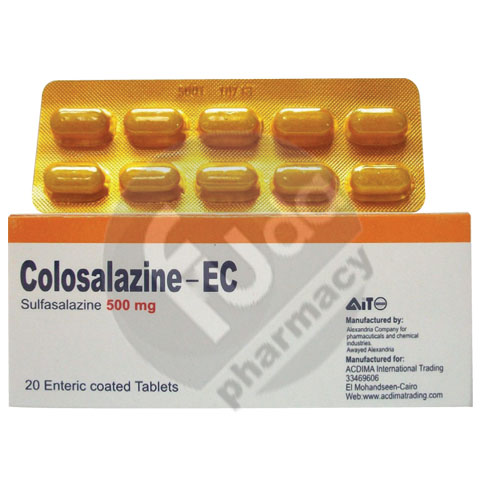 Colosalazine-EC
Sulfasalazine 500 mg
20 Enteric coated Tablets
AiTO
Manufactured by:
Alexandria Company for
pharmaceuticals and chemical
industries.
Awayed Alexandria
Manufactured for:
ACDIMA International Trading
33469606
El Mohandseen-Cairo
Web:www.acdimatrading.com
pharmacy